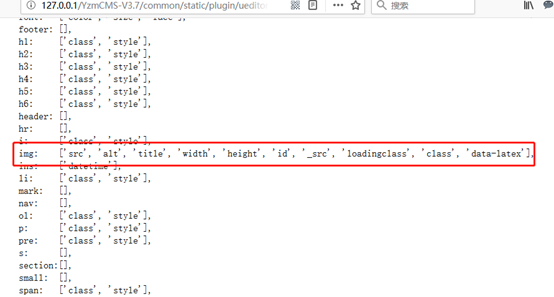 127.0.0.1/YzmCMS-V3.7/common/static/plugin/ueditor
搜索
font: ['color', 'size', 'face'],
footer: [],
h1: ['class', 'style'],
h2: ['class', 'style'],
h3: ['class', 'style'],
h4: ['class', 'style'],
h5: ['class', 'style'],
h6: ['class', 'style'],
header: [],
hr: [],
i: ['class', 'style'],
img: ['src', 'alt', 'title', 'width', 'height', 'id', '_src', 'loadingclass', 'class', 'data-latex'],
ins: ['datetime'],
li: ['class', 'style'],
mark: [],
nav: [],
ol: ['class', 'style'],
p: ['class', 'style'],
pre: ['class', 'style'],
s: [],
section:[],
small: [],
span: ['class', 'style'],